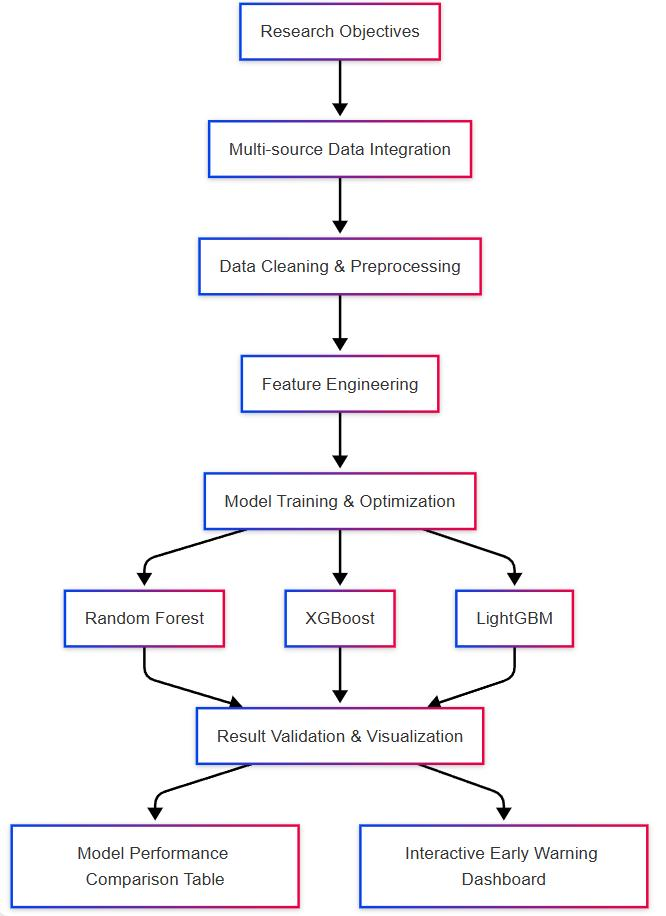 Research Objectives
Multi-source Data Integration
Data Cleaning & Preprocessing
Feature Engineering
Model Training & Optimization
Random Forest
XGBoost
LightGBM
Result Validation & Visualization
Model Performance
Comparison Table
Interactive Early Warning
Dashboard